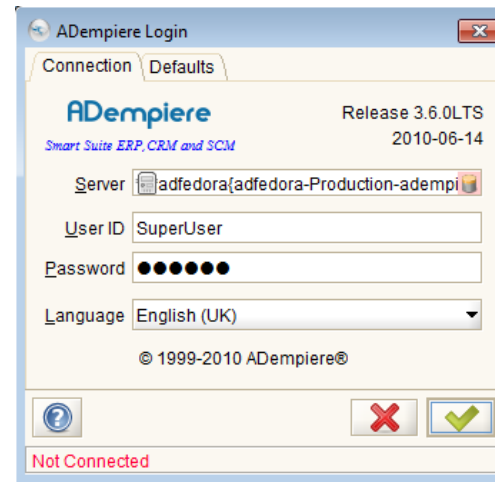 ADempiere Login
Connection Defaults
ADempiere
Release 3.6.0LTS
Smart Suite ERP, CRM and SCM
2010-06-14
Server adfedora{adfedora-Production-adempi
User ID SuperUser
Password ●●●●●●
Language English (UK)
© 1999-2010 ADempiere®
Not Connected